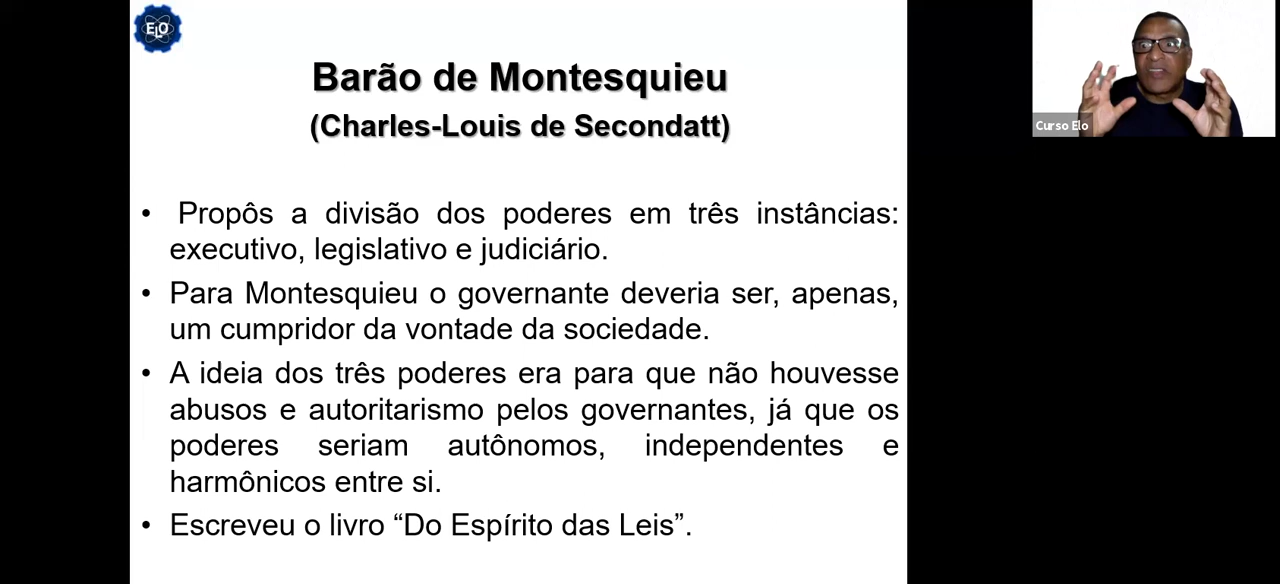 ELO
Barão de Montesquieu
(Charles-Louis de Secondatt)
• Propôs a divisão dos poderes em três instâncias:
executivo, legislativo e judiciário.
• Para Montesquieu o governante deveria ser, apenas,
um cumpridor da vontade da sociedade.
• A ideia dos três poderes era para que não houvesse
abusos e autoritarismo pelos governantes, já que os
poderes seriam autônomos, independentes e
harmônicos entre si.
• Escreveu o livro “Do Espírito das Leis”.
Curso Elo